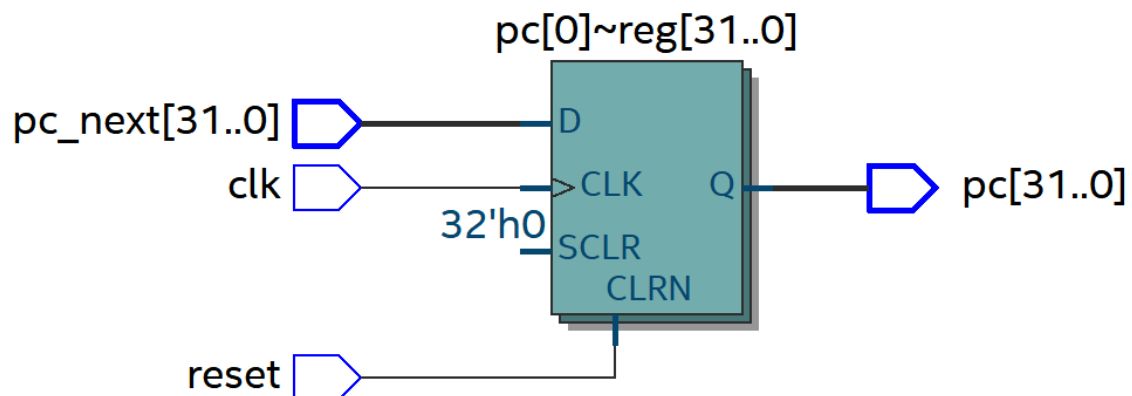 pc[0]~reg[31..0]
pc_next[31..0]
D
clk
CLK
Q
pc[31..0]
32'h0
SCLR
CLRN
reset